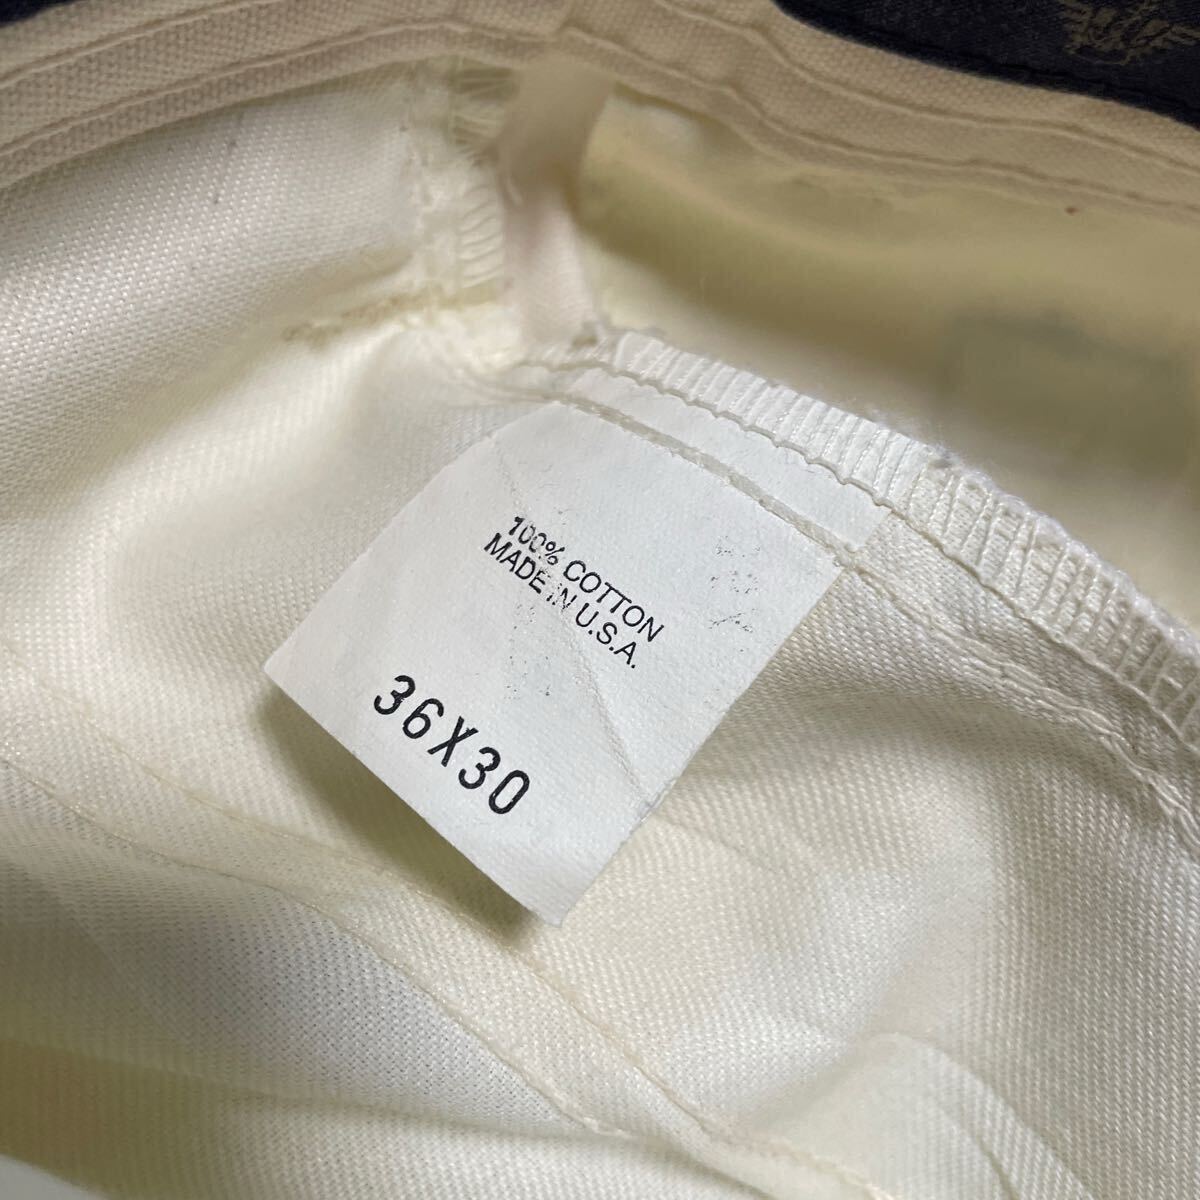 100% COTTON
MADE IN U.S.A.
36X30